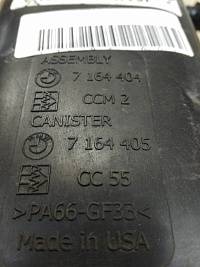 ASSEMBLY
7 164 404
CCM 2
CANISTER
7 164 405
CC 55
>PA66-GF33<
Made in USA